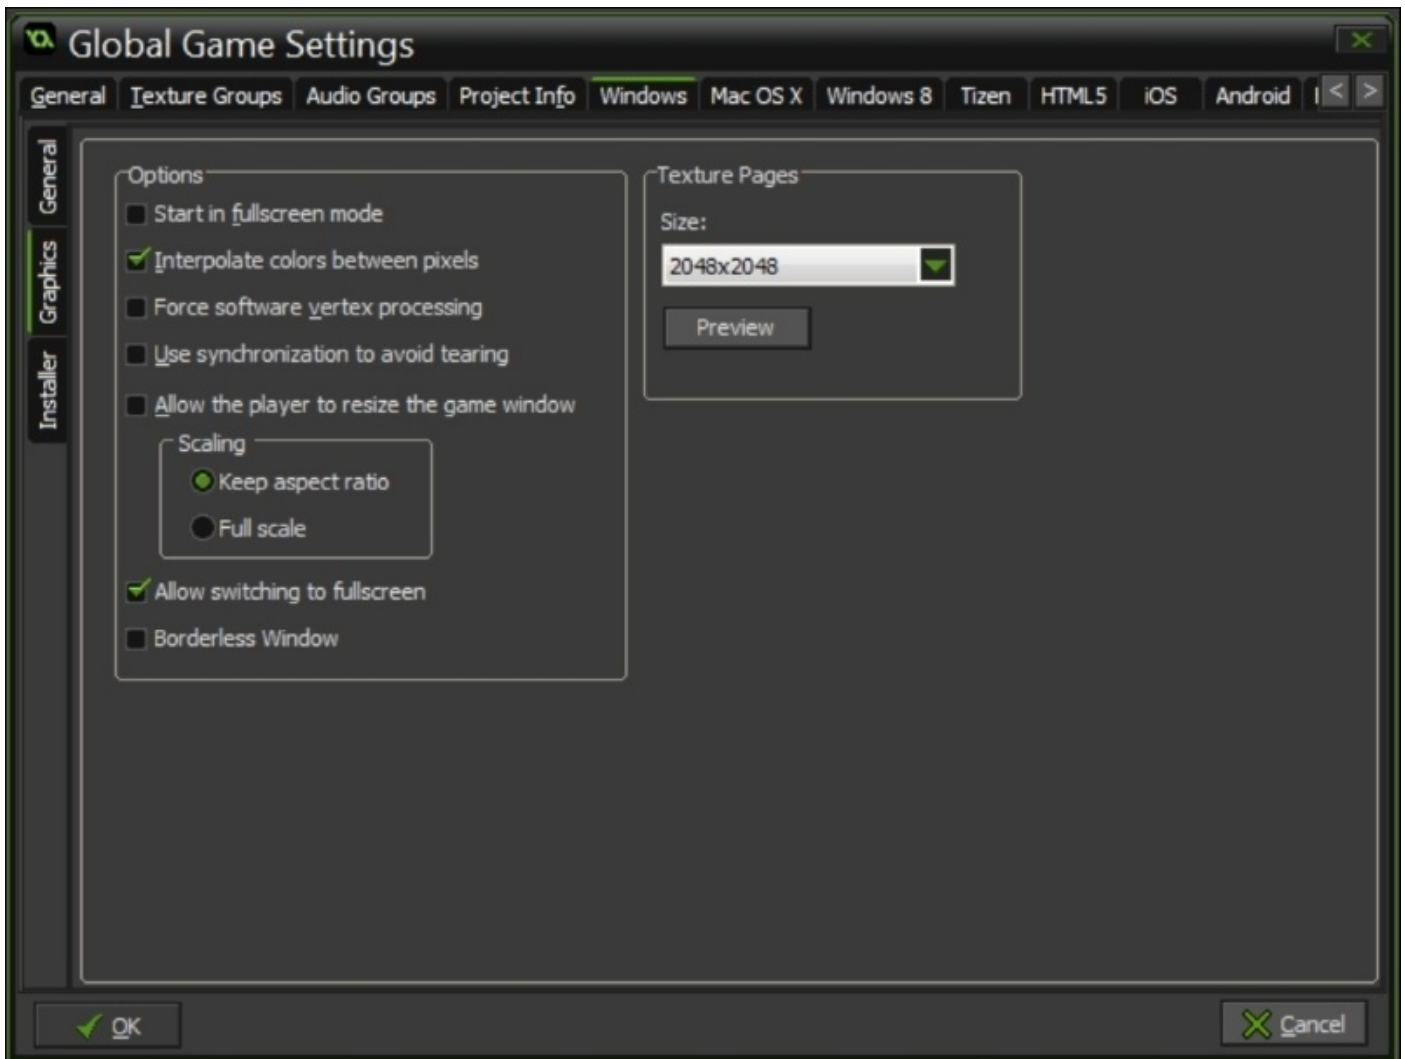 Global Game Settings
General Texture Groups Audio Groups Project Info Windows Mac OS X Windows 8 Tizen HTML5 iOS Android < >
General
Graphics
Installer
Options
Start in fullscreen mode
Interpolate colors between pixels
Force software vertex processing
Use synchronization to avoid tearing
Allow the player to resize the game window
Scaling
Keep aspect ratio
Full scale
Allow switching to fullscreen
Borderless Window
Texture Pages
Size:
2048x2048
Preview
OK
Cancel